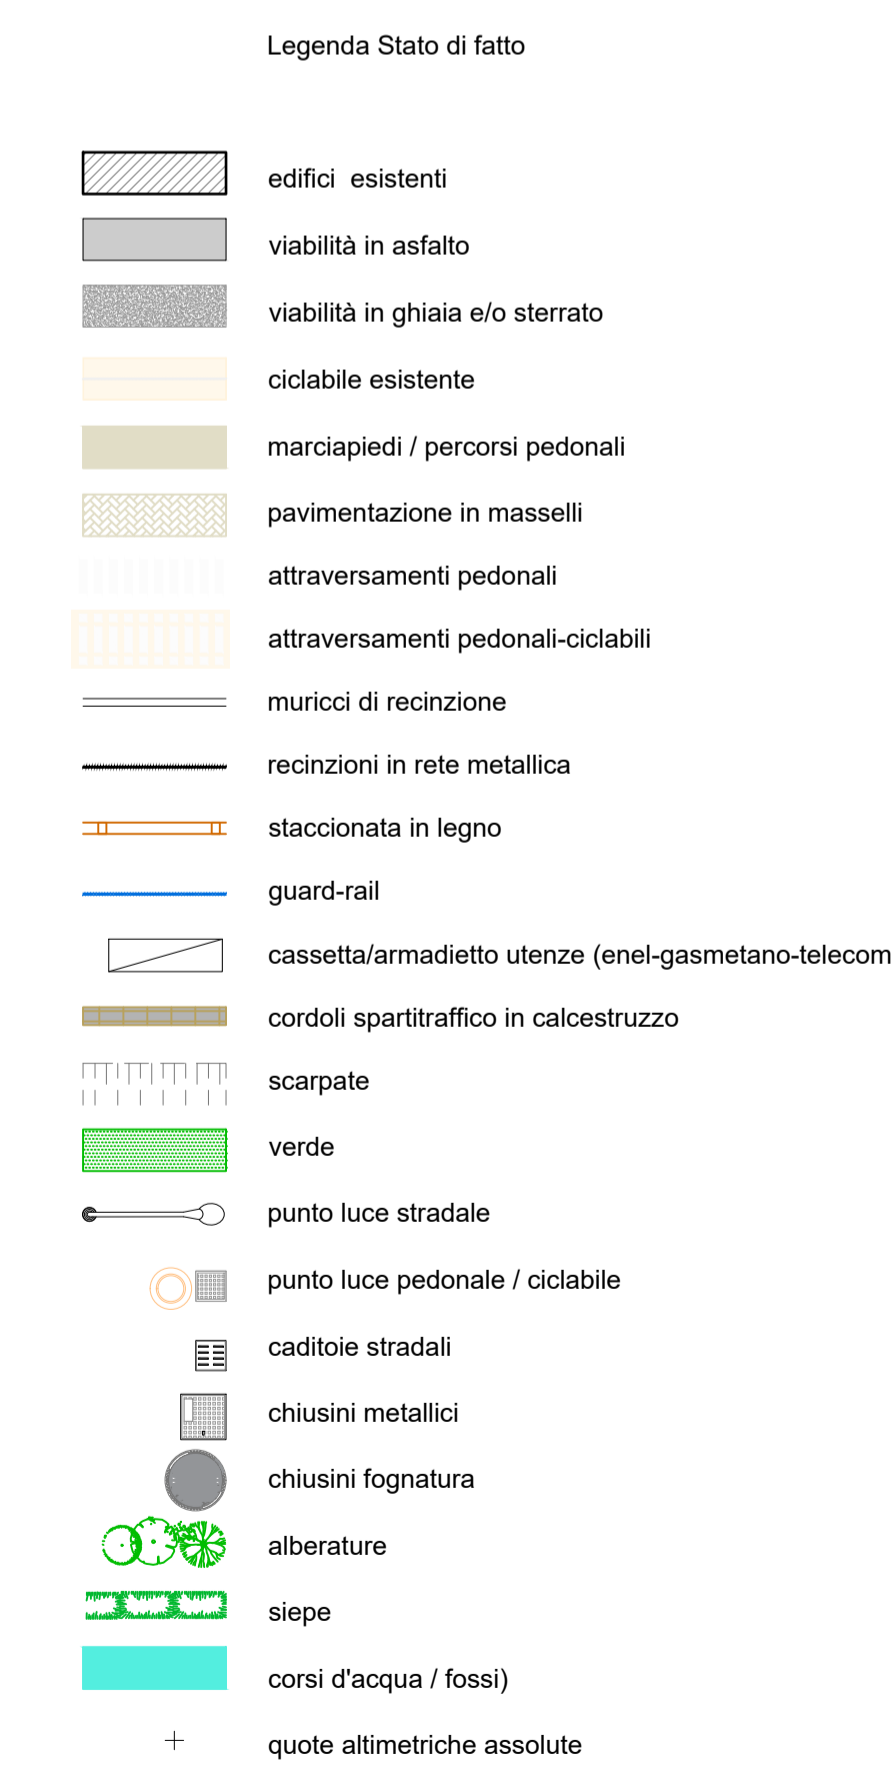 Legenda Stato di fatto
edifici  esistenti
viabilità in asfalto
viabilità in ghiaia e/o sterrato
ciclabile esistente
marciapiedi / percorsi pedonali
pavimentazione in masselli
attraversamenti pedonali
attraversamenti pedonali-ciclabili
muricci di recinzione
recinzioni in rete metallica
staccionata in legno
guard-rail
cassetta/armadietto utenze (enel-gasmetano-telecom
cordoli spartitraffico in calcestruzzo
scarpate
verde
punto luce stradale
punto luce pedonale / ciclabile
caditoie stradali
chiusini metallici
chiusini fognatura
alberature
siepe
corsi d'acqua / fossi)
quote altimetriche assolute